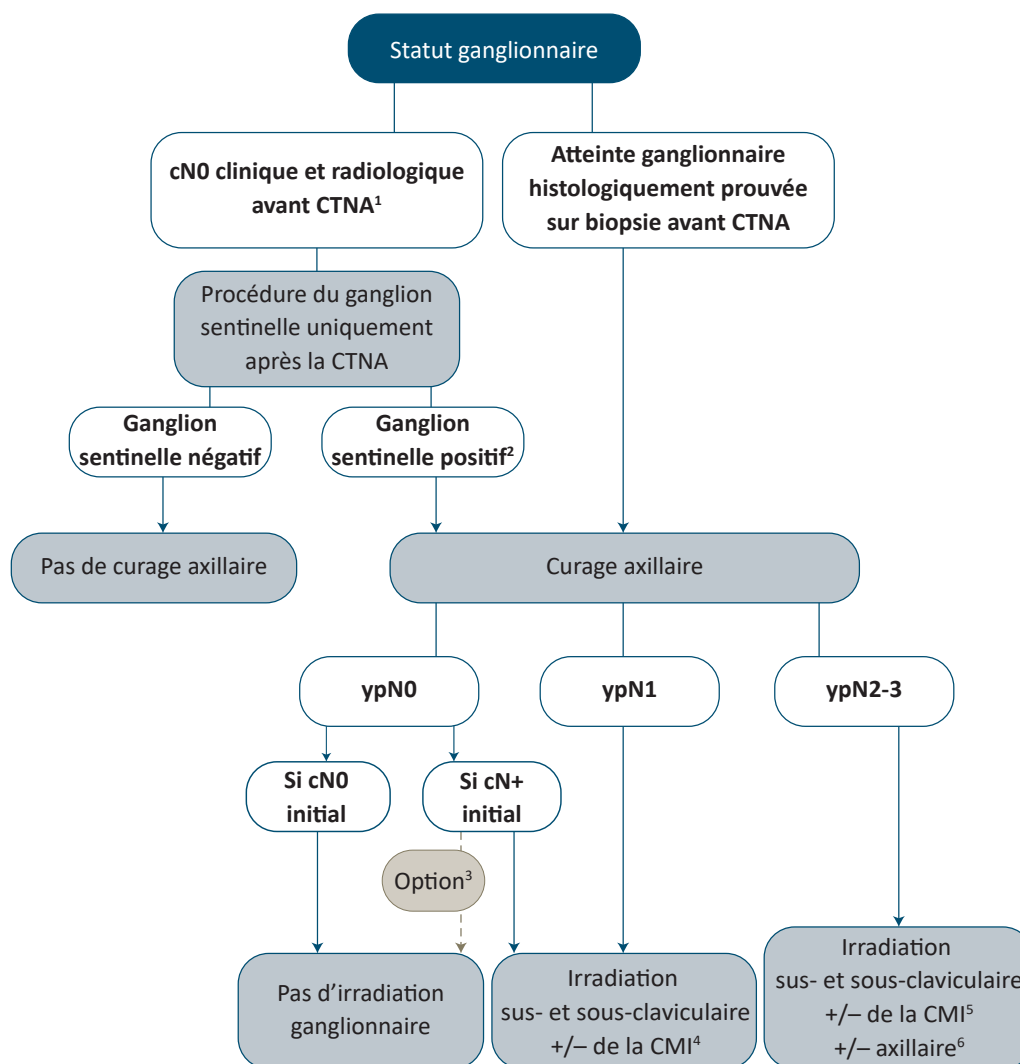 Statut ganglionnaire
cN0 clinique et radiologique
avant CTNA¹
Atteinte ganglionnaire
histologiquement prouvée
sur biopsie avant CTNA
Procédure du ganglion
sentinelle uniquement
après la CTNA
Ganglion
sentinelle négatif
Ganglion
sentinelle positif²
Pas de curage axillaire
Curage axillaire
ypN0
ypN1
ypN2-3
Si cN0
initial
Si cN+
initial
Option³
Pas d’irradiation
ganglionnaire
Irradiation
sus- et sous-claviculaire
+/– de la CMI⁴
Irradiation
sus- et sous-claviculaire
+/– de la CMI⁵
+/– axillaire⁶